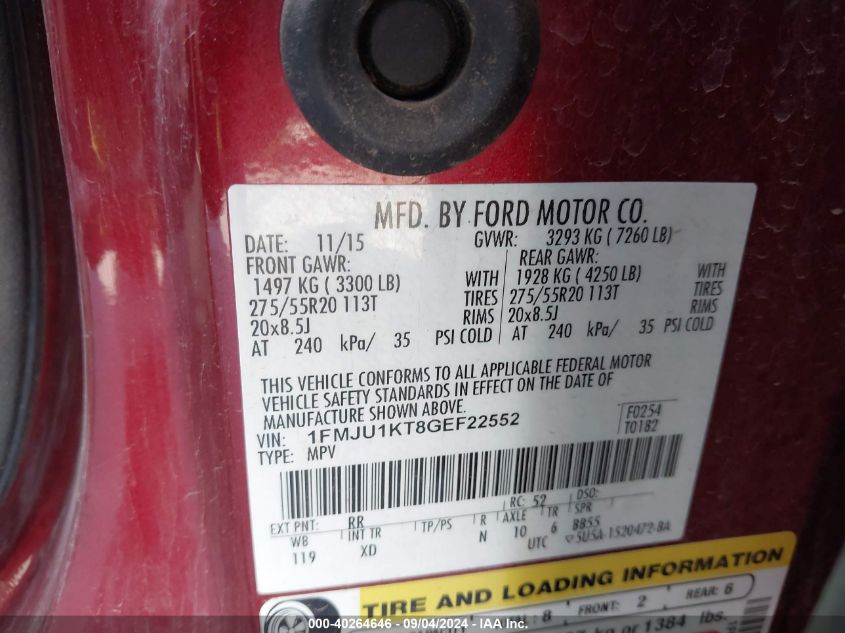 MFD. BY FORD MOTOR CO.
DATE: 11/15 GVWR: 3293 KG ( 7260 LB)
FRONT GAWR: REAR GAWR:
1497 KG ( 3300 LB) WITH 1928 KG ( 4250 LB) WITH
275/55R20 113T TIRES 275/55R20 113T TIRES
20x8.5J RIMS 20x8.5J RIMS
AT 240 kPa/ 35 PSI COLD AT 240 kPa/ 35 PSI COLD
THIS VEHICLE CONFORMS TO ALL APPLICABLE FEDERAL MOTOR
VEHICLE SAFETY STANDARDS IN EFFECT ON THE DATE OF
MANUFACTURE SHOWN ABOVE.
VIN: 1FMJU1KT8GEF22552
TYPE: MPV
F0254
T0182
RC: 52 DSO:
EXT PNT: RR
WB INT TR TP/PS R AXLE TR SPR
119 XD N 10 6 BB55
UTC 5U5A-1520472-BA
TIRE AND LOADING INFORMATION
: 8 FRONT: 2 REAR: 6
kg or 1384 lbs.
000-40264646 - 09/04/2024 - IAAI, Inc.